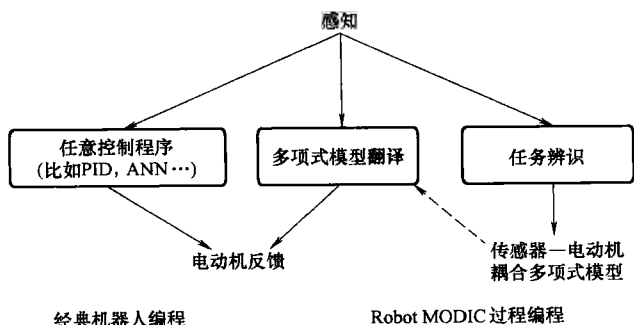 感知
任意控制程序
(比如PID, ANN…)
多项式模型翻译
任务辨识
电动机反馈
传感器—电动机
耦合多项式模型
经典机器人编程
Robot MODIC过程编程